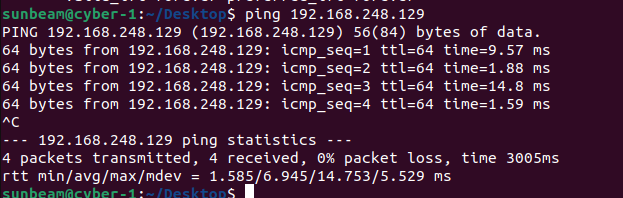 sunbeam@cyber-1:~/Desktop$ ping 192.168.248.129
PING 192.168.248.129 (192.168.248.129) 56(84) bytes of data.
64 bytes from 192.168.248.129: icmp_seq=1 ttl=64 time=9.57 ms
64 bytes from 192.168.248.129: icmp_seq=2 ttl=64 time=1.88 ms
64 bytes from 192.168.248.129: icmp_seq=3 ttl=64 time=14.8 ms
64 bytes from 192.168.248.129: icmp_seq=4 ttl=64 time=1.59 ms
^C
--- 192.168.248.129 ping statistics ---
4 packets transmitted, 4 received, 0% packet loss, time 3005ms
rtt min/avg/max/mdev = 1.585/6.945/14.753/5.529 ms
sunbeam@cyber-1:~/Desktop$